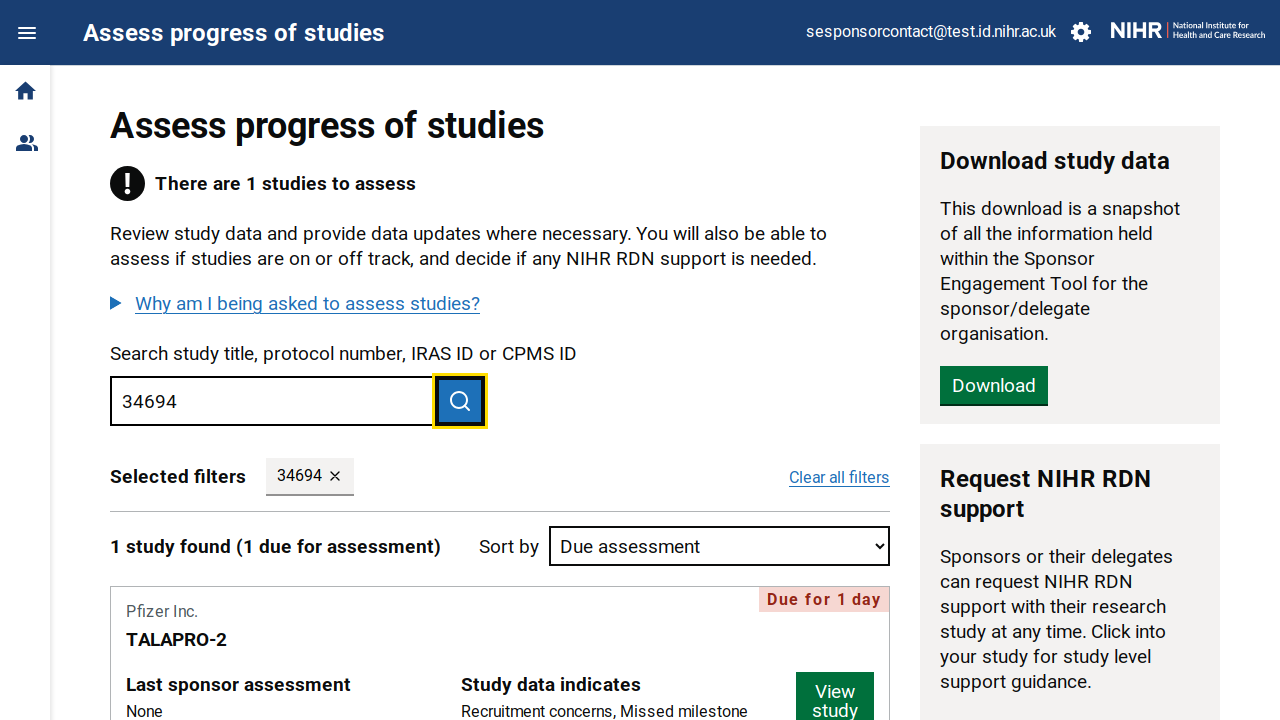 Assess progress of studies
sesponsorcontact@test.id.nihr.ac.uk
NIHR | National Institute for
Health and Care Research
Assess progress of studies
There are 1 studies to assess
Review study data and provide data updates where necessary. You will also be able to
assess if studies are on or off track, and decide if any NIHR RDN support is needed.
Why am I being asked to assess studies?
Search study title, protocol number, IRAS ID or CPMS ID
34694
Selected filters
34694
Clear all filters
1 study found (1 due for assessment)
Sort by
Due assessment
Due for 1 day
Pfizer Inc.
TALAPRO-2
Last sponsor assessment
None
Study data indicates
Recruitment concerns, Missed milestone
View
study
Download study data
This download is a snapshot
of all the information held
within the Sponsor
Engagement Tool for the
sponsor/delegate
organisation.
Download
Request NIHR RDN
support
Sponsors or their delegates
can request NIHR RDN
support with their research
study at any time. Click into
your study for study level
support guidance.